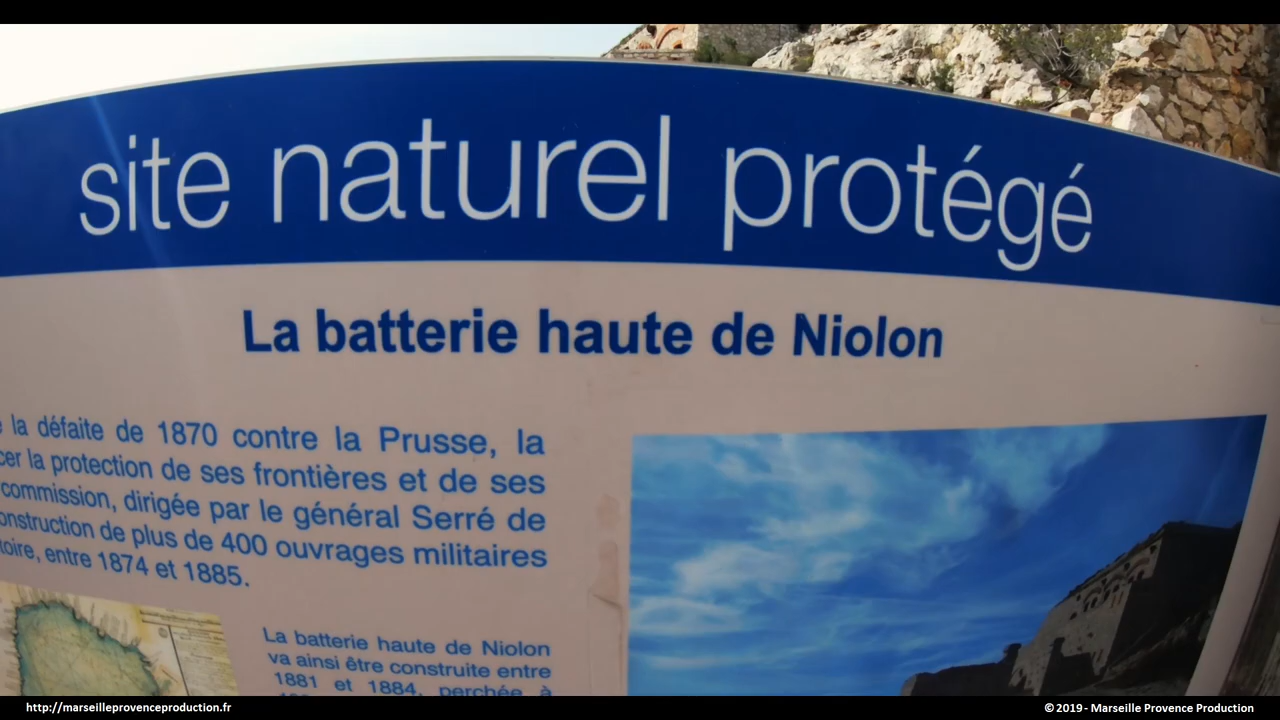 site naturel protégé
La batterie haute de Niolon
la défaite de 1870 contre la Prusse, la
la protection de ses frontières et de ses
commission, dirigée par le général Serré de
de plus de 400 ouvrages militaires
entre 1874 et 1885.
La batterie haute de Niolon
va ainsi être construite entre
1881 et 1884, perchée à
http://marseilleprovenceproduction.fr
© 2019 - Marseille Provence Production